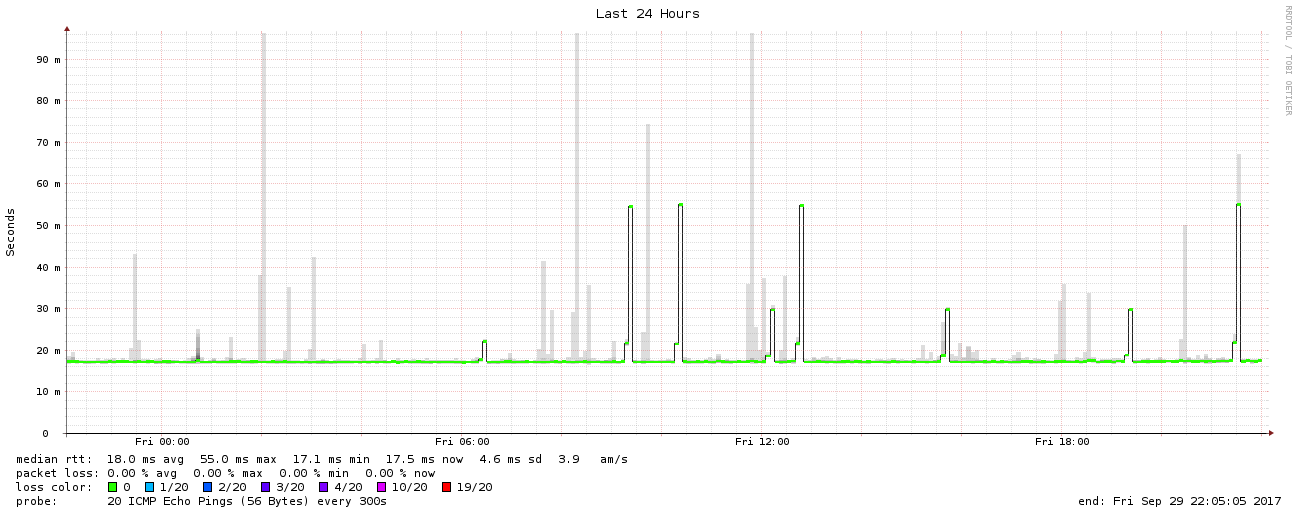 Last 24 Hours
RRDTOOL / TOBI OETIKER
Seconds
90 m
80 m
70 m
60 m
50 m
40 m
30 m
20 m
10 m
0
Fri 00:00 Fri 06:00 Fri 12:00 Fri 18:00
median rtt: 18.0 ms avg 55.0 ms max 17.1 ms min 17.5 ms now 4.6 ms sd 3.9 am/s
packet loss: 0.00 % avg 0.00 % max 0.00 % min 0.00 % now
loss color: 0 1/20 2/20 3/20 4/20 10/20 19/20
probe: 20 ICMP Echo Pings (56 Bytes) every 300s end: Fri Sep 29 22:05:05 2017